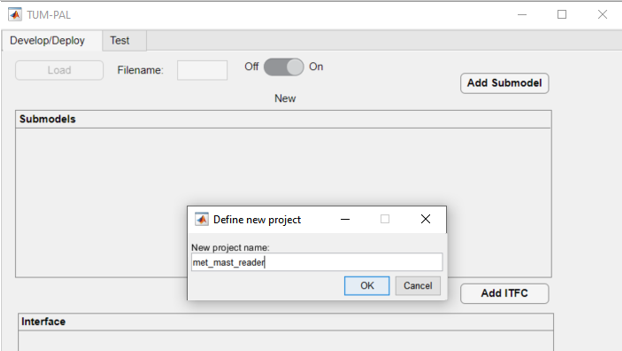 TUM-PAL
Develop/Deploy Test
Load Filename: Off On
Add Submodel
New
Submodels
Define new project
New project name:
met_mast_reader
OK Cancel
Add ITFC
Interface